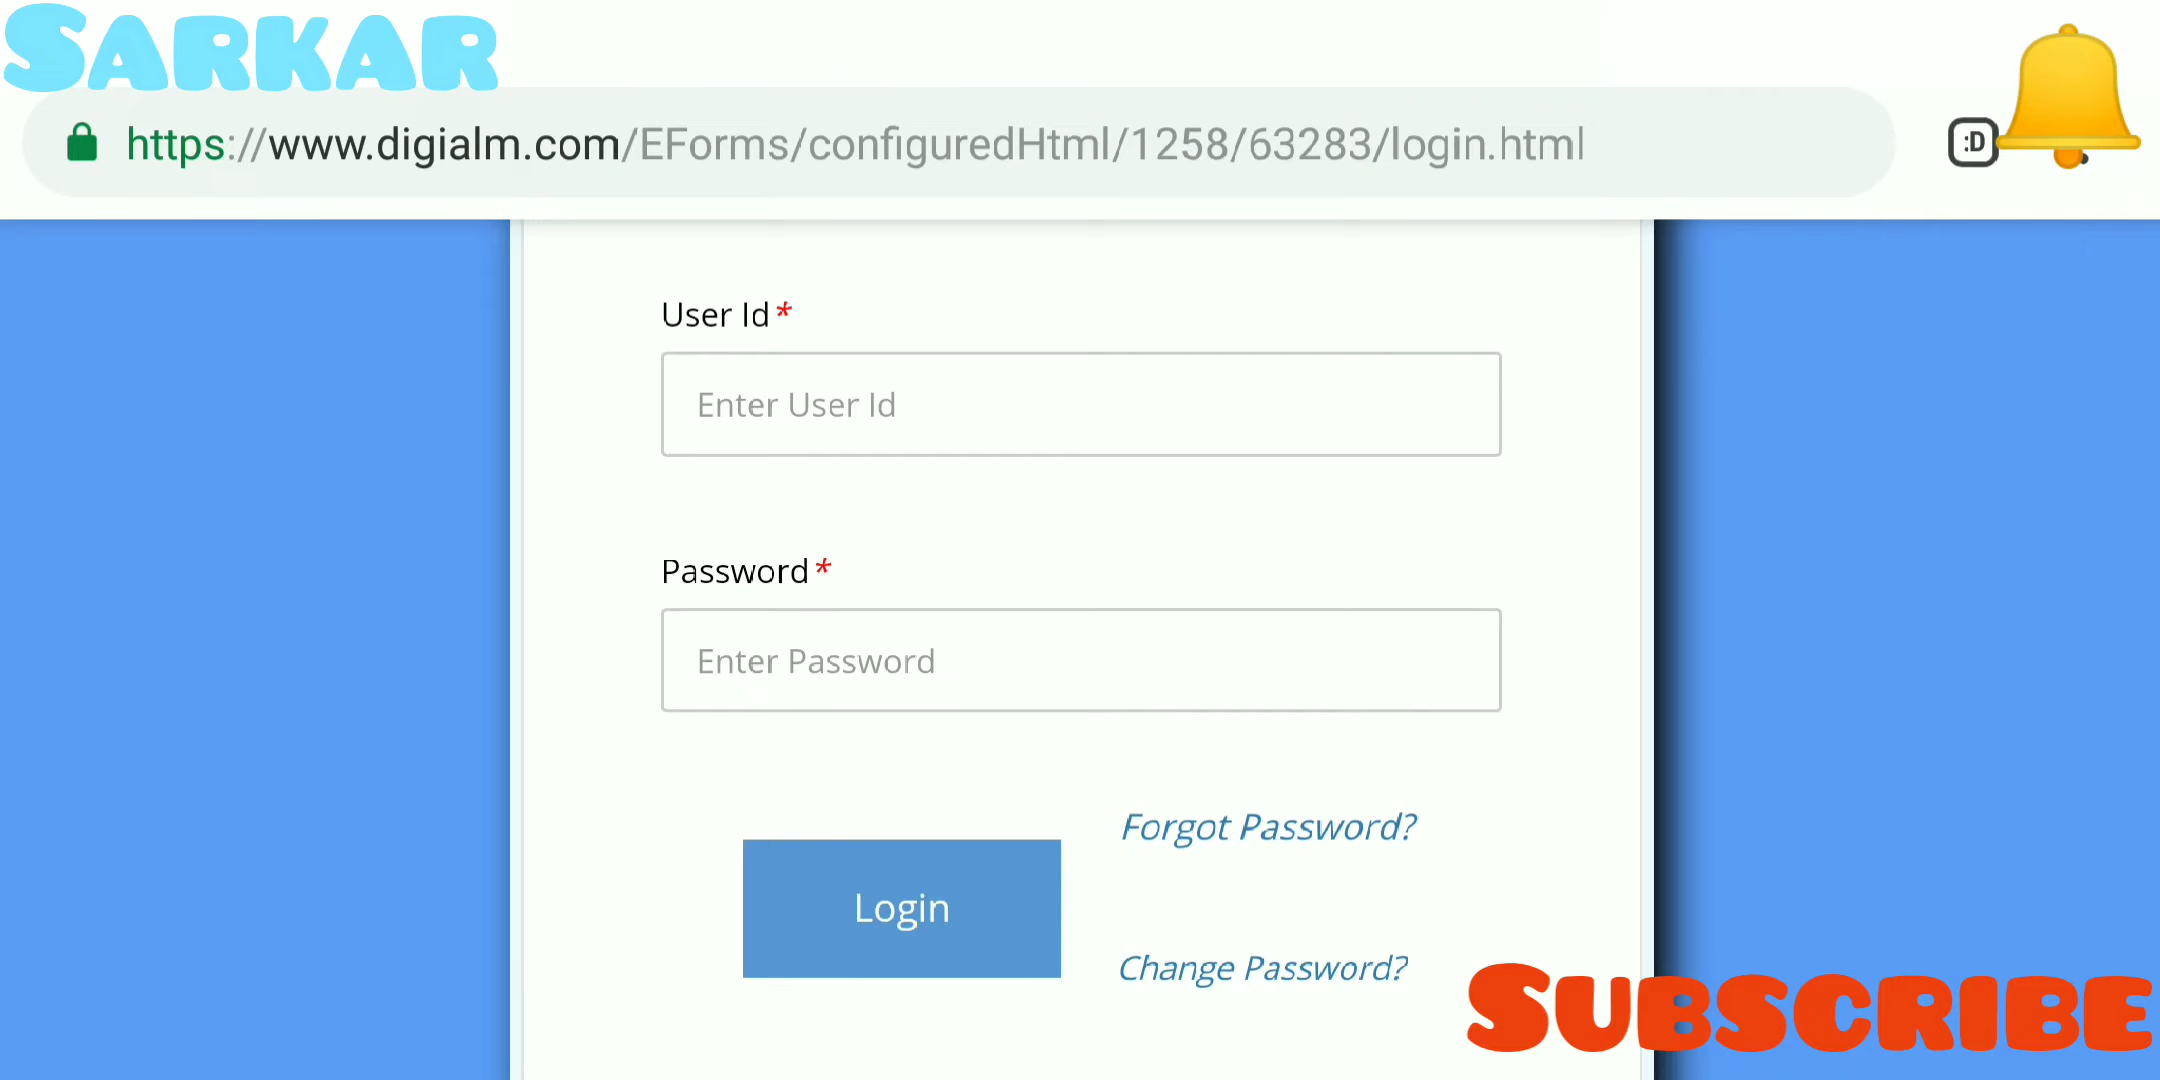 SARKAR
https://www.digialm.com/EForms/configuredHtml/1258/63283/login.html
:D
User Id*
Enter User Id
Password*
Enter Password
Forgot Password?
Login
Change Password?
SUBSCRIBE